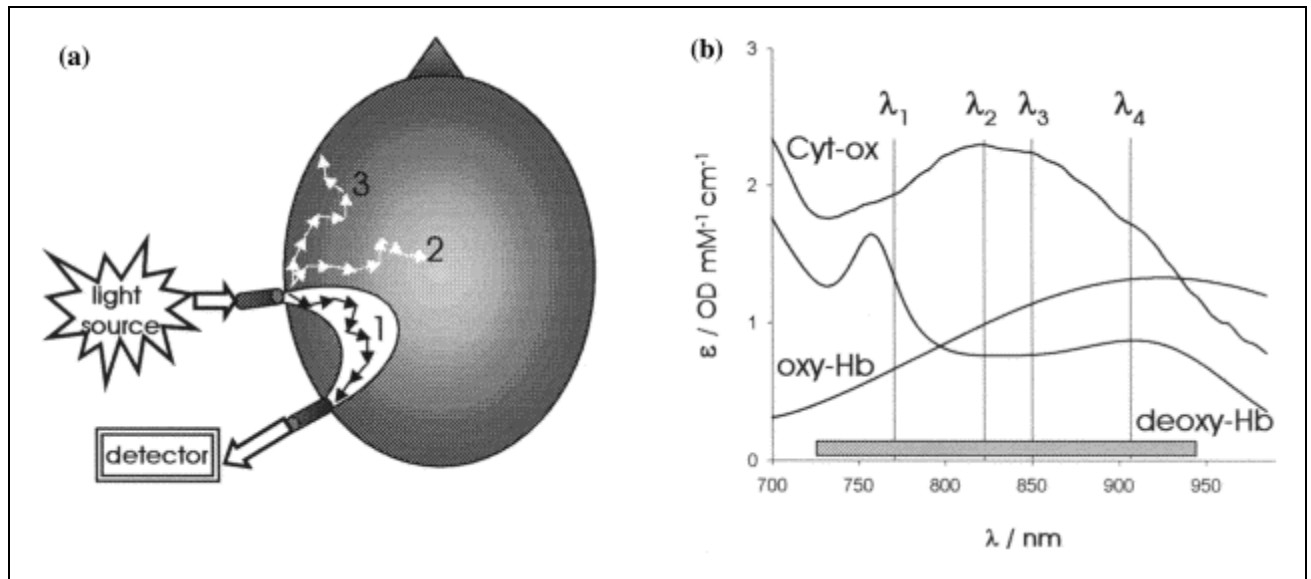 (a)
3
2
1
light
source
detector
(b)
3
2
1
0
ε / OD mM⁻¹ cm⁻¹
λ₁ λ₂ λ₃ λ₄
Cyt-ox
oxy-Hb
deoxy-Hb
700 750 800 850 900 950
λ / nm